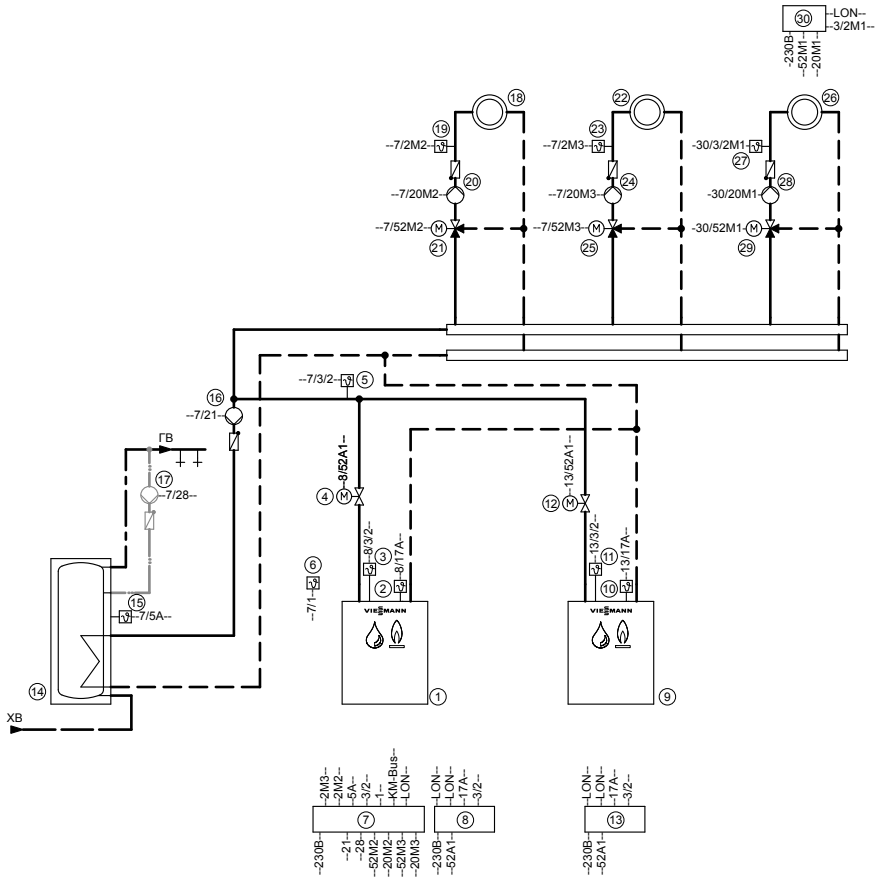 30
--LON--
--3/2M1--
-230B-
--52M1--
--20M1--
18
22
26
19
23
27
--7/2M2--
--7/2M3--
-30/3/2M1-
20
24
28
--7/20M2--
--7/20M3--
-30/20M1-
--7/52M2--
M
--7/52M3--
M
-30/52M1-
M
21
25
29
--7/3/2--
5
16
--7/21--
ГВ
17
--7/28--
--8/52A1--
--13/52A1--
4
M
12
M
--8/3/2--
3
--8/17A--
2
--13/3/2--
11
--13/17A--
10
6
--7/1--
15
--7/5A--
VIESMANN
VIESMANN
14
1
9
ХВ
--2M3--
--2M2--
--5A--
--3/2--
--1--
--KM-Bus--
--LON--
--LON--
--LON--
--17A--
--3/2--
--LON--
--LON--
--17A--
--3/2--
7
8
13
--230B--
--21--
--28--
--52M2--
--20M2--
--52M3--
--20M3--
--230B--
--52A1--
--230B--
--52A1--